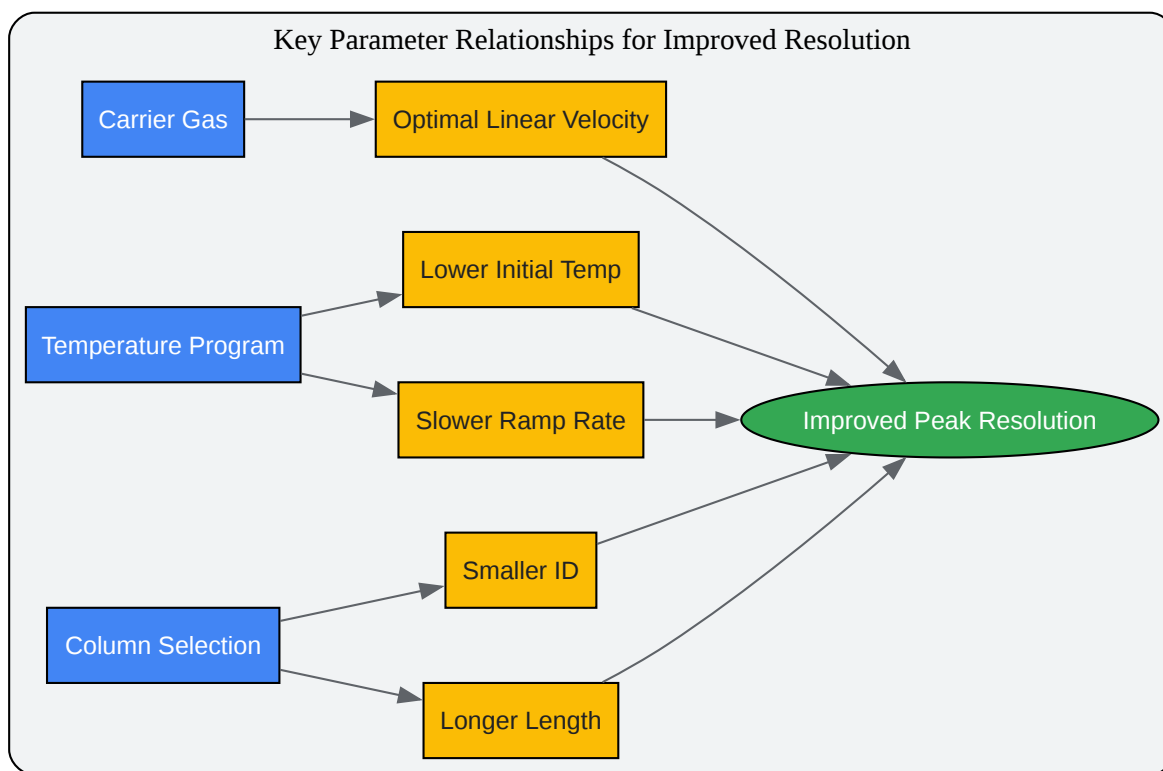 Key Parameter Relationships for Improved Resolution
Carrier Gas
Optimal Linear Velocity
Lower Initial Temp
Temperature Program
Slower Ramp Rate
Improved Peak Resolution
Smaller ID
Column Selection
Longer Length